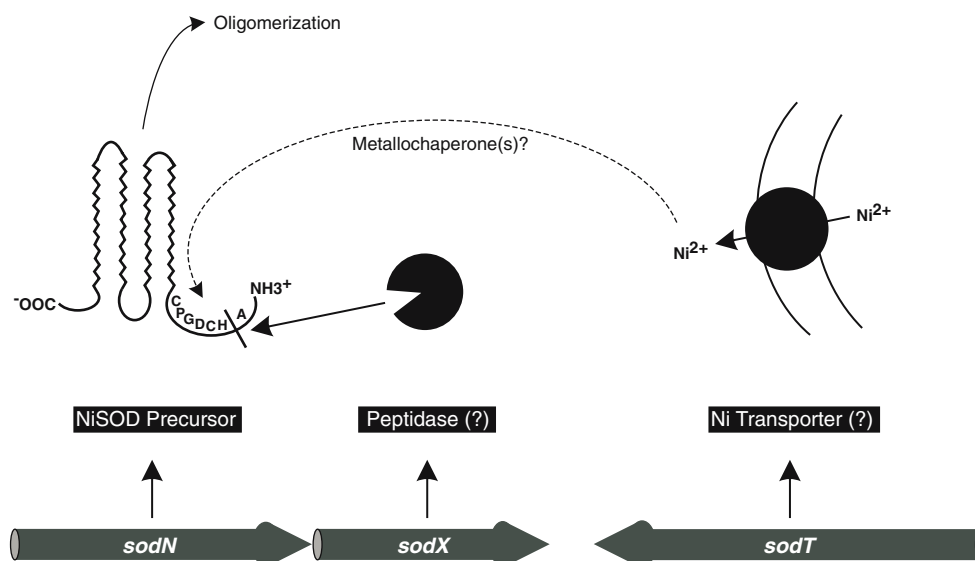 Oligomerization
Metallochaperone(s)?
Ni2+
Ni2+
NH3+
-OOC
CPGDCH A
NiSOD Precursor
Peptidase (?)
Ni Transporter (?)
sodN
sodX
sodT